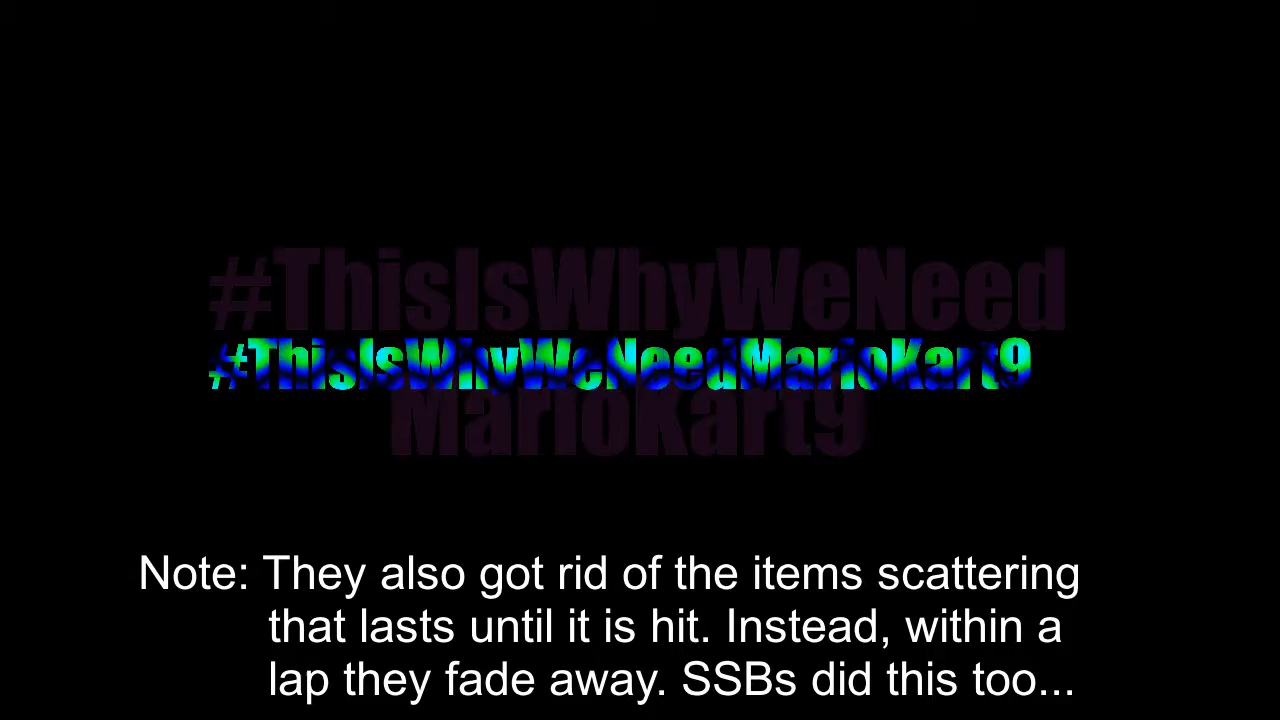 #ThisIsWhyWeNeed
#ThisIsWhyWeNeedMarioKart9
MarioKart9
Note: They also got rid of the items scattering
that lasts until it is hit. Instead, within a
lap they fade away. SSBs did this too...